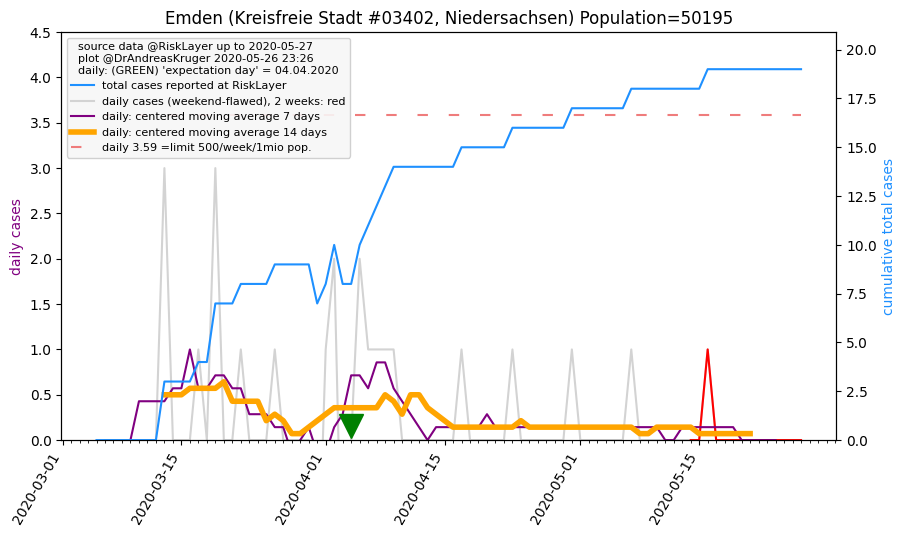 Emden (Kreisfreie Stadt #03402, Niedersachsen) Population=50195
source data @RiskLayer up to 2020-05-27
plot @DrAndreasKruger 2020-05-26 23:26
daily: (GREEN) 'expectation day' = 04.04.2020
total cases reported at RiskLayer
daily cases (weekend-flawed), 2 weeks: red
daily: centered moving average 7 days
daily: centered moving average 14 days
daily 3.59 =limit 500/week/1mio pop.
daily cases
4.5
4.0
3.5
3.0
2.5
2.0
1.5
1.0
0.5
0.0
cumulative total cases
20.0
17.5
15.0
12.5
10.0
7.5
5.0
2.5
0.0
2020-03-01
2020-03-15
2020-04-01
2020-04-15
2020-05-01
2020-05-15